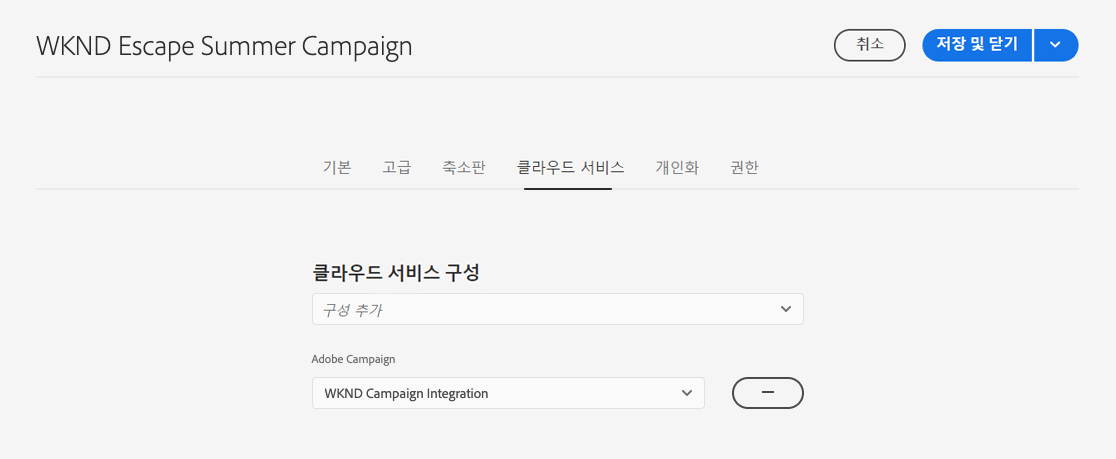 WKND Escape Summer Campaign
취소
저장 및 닫기
기본 고급 축소판 클라우드 서비스 개인화 권한
클라우드 서비스 구성
구성 추가
Adobe Campaign
WKND Campaign Integration